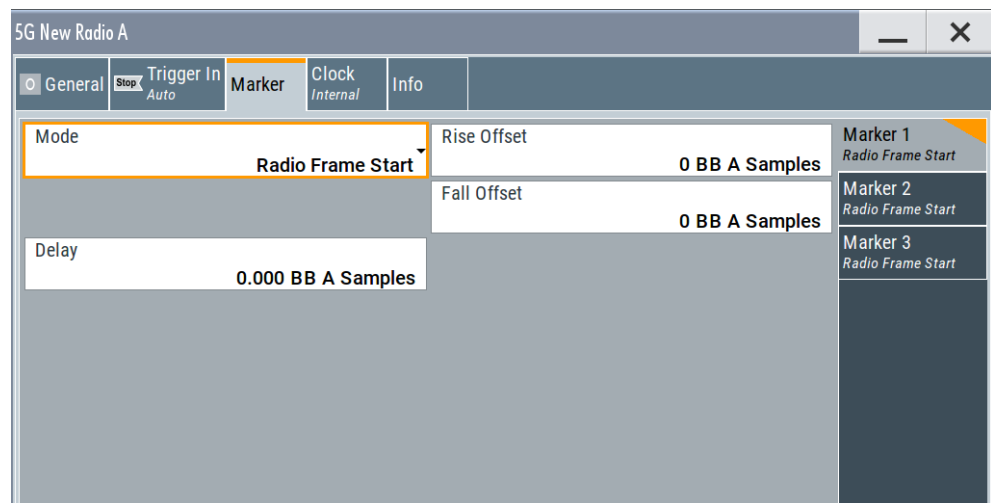 5G New Radio A
General
Stop
Trigger In
Auto
Marker
Clock
Internal
Info
Mode
Radio Frame Start
Rise Offset
0 BB A Samples
Fall Offset
0 BB A Samples
Delay
0.000 BB A Samples
Marker 1
Radio Frame Start
Marker 2
Radio Frame Start
Marker 3
Radio Frame Start